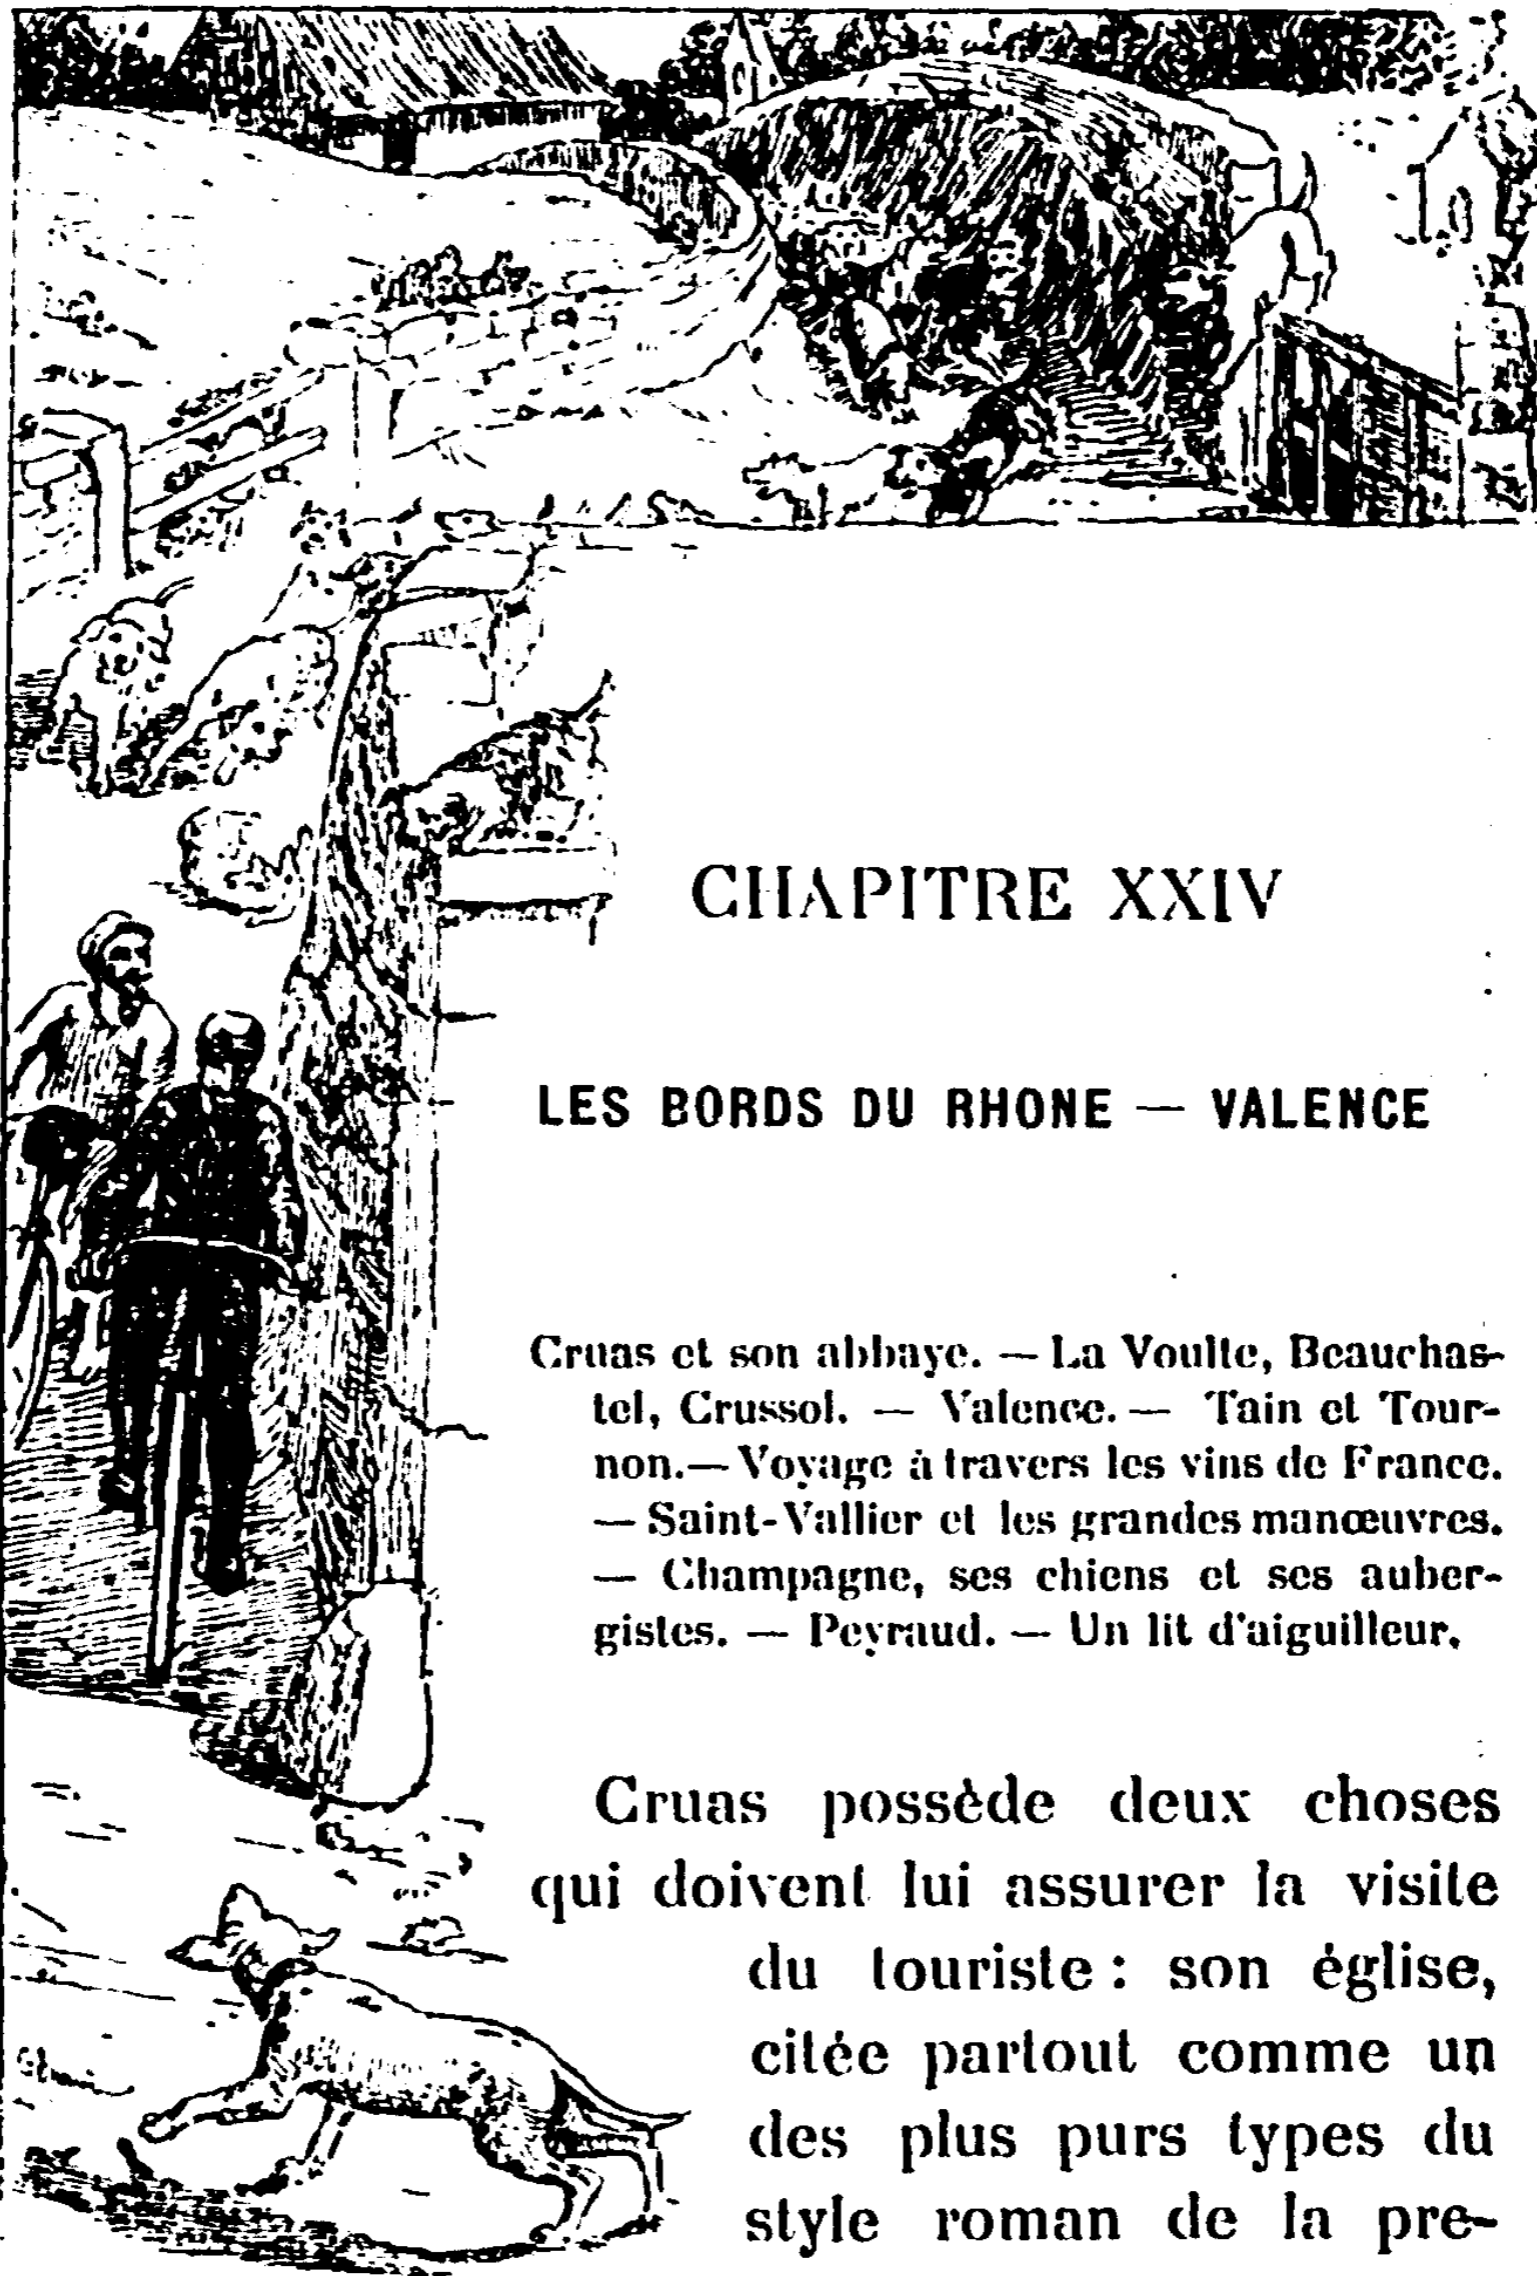 CHAPITRE XXIV
LES BORDS DU RHONE — VALENCE
Cruas et son abbaye. — La Voulte, Beauchas-
tel, Crussol. — Valence. — Tain et Tour-
non. — Voyage à travers les vins de France.
— Saint-Vallier et les grandes manœuvres.
— Champagne, ses chiens et ses auber-
gistes. — Peyraud. — Un lit d'aiguilleur.
Cruas possède deux choses
qui doivent lui assurer la visite
du touriste : son église,
citée partout comme un
des plus purs types du
style roman de la pre-